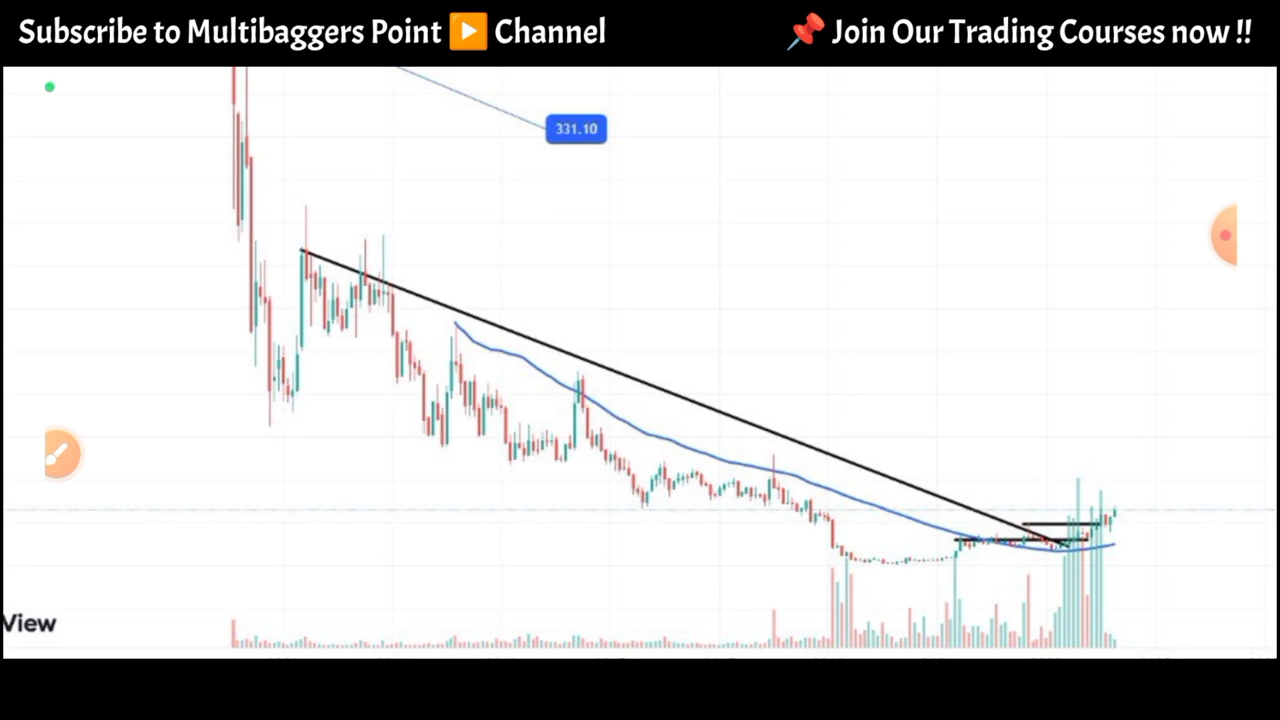 Subscribe to Multibaggers Point ▶️ Channel
📌 Join Our Trading Courses now !!
331.10
View